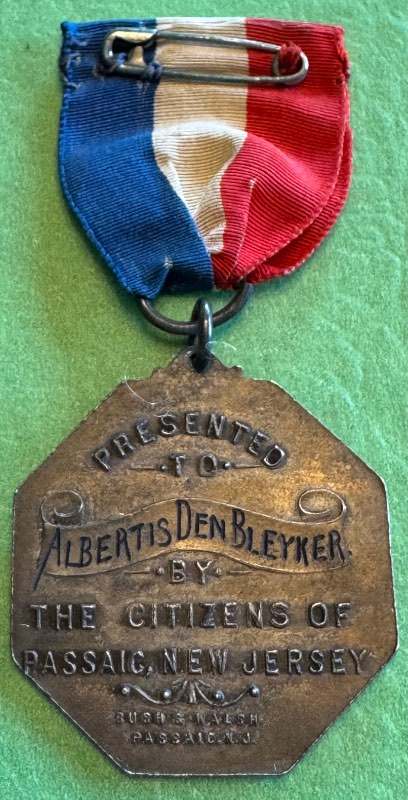 PRESENTED
TO
ALBERTIS DEN BLEYKER.
BY
THE CITIZENS OF
PASSAIC, NEW JERSEY
BUSH & WALSH
PASSAIC. N.J.